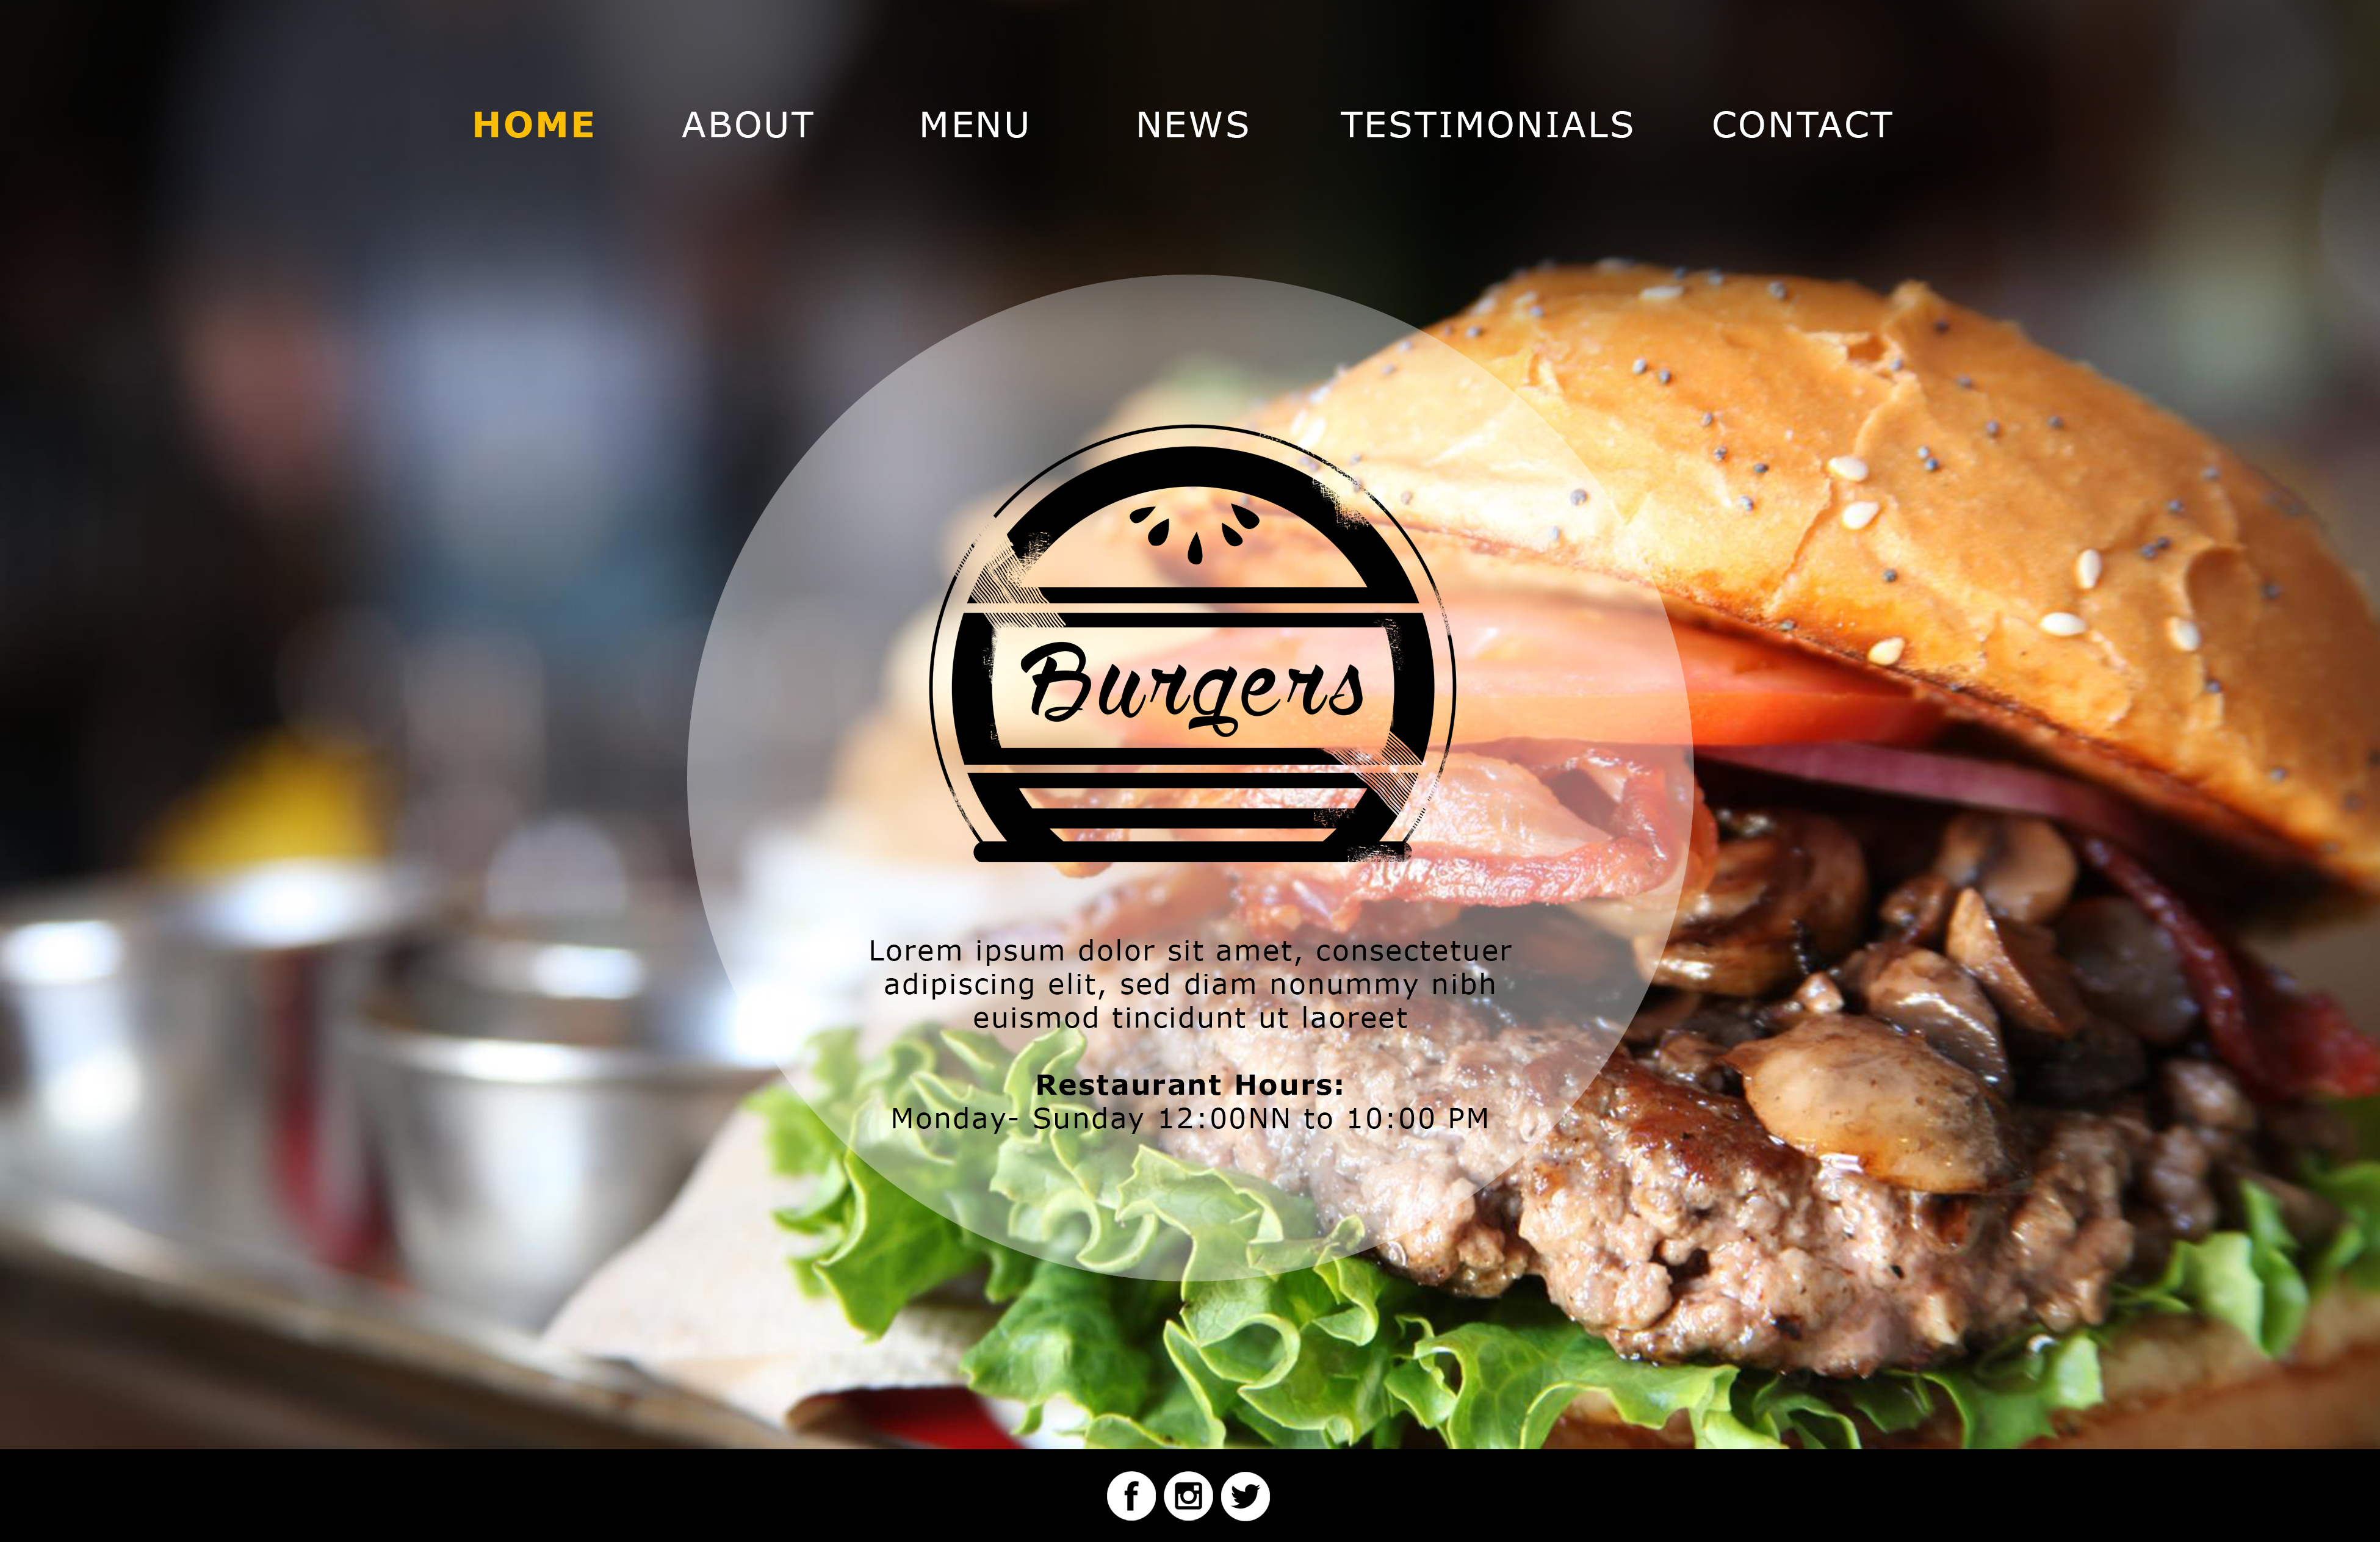 HOME ABOUT MENU NEWS TESTIMONIALS CONTACT
Burgers
Lorem ipsum dolor sit amet, consectetuer
adipiscing elit, sed diam nonummy nibh
euismod tincidunt ut laoreet
Restaurant Hours:
Monday- Sunday 12:00NN to 10:00 PM